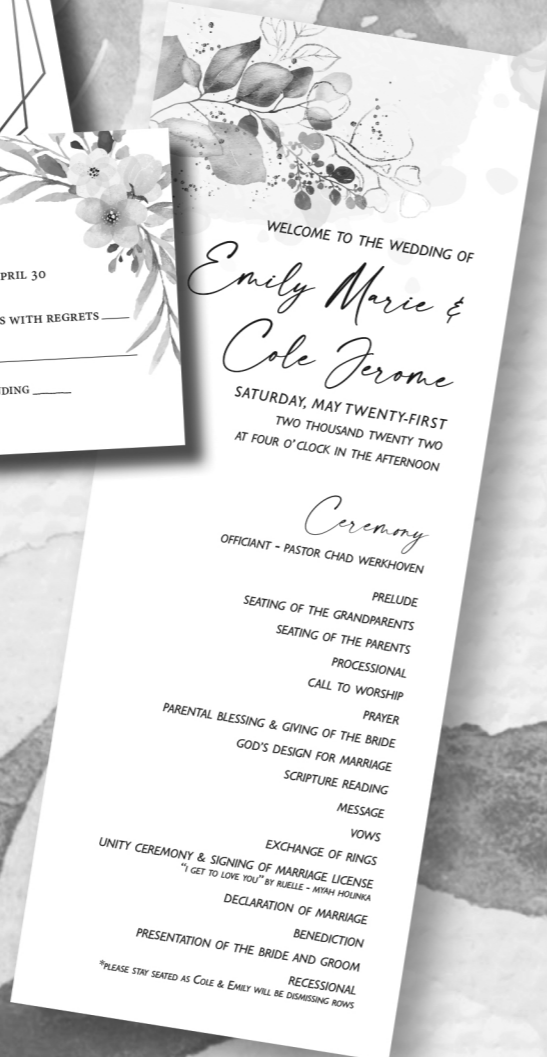 PRIL 30
S WITH REGRETS
DING
WELCOME TO THE WEDDING OF
Emily Marie &
Cole Jerome
SATURDAY, MAY TWENTY-FIRST
TWO THOUSAND TWENTY TWO
AT FOUR O'CLOCK IN THE AFTERNOON
Ceremony
OFFICIANT - PASTOR CHAD WERKHOVEN
PRELUDE
SEATING OF THE GRANDPARENTS
SEATING OF THE PARENTS
PROCESSIONAL
CALL TO WORSHIP
PRAYER
PARENTAL BLESSING & GIVING OF THE BRIDE
GOD'S DESIGN FOR MARRIAGE
SCRIPTURE READING
MESSAGE
VOWS
EXCHANGE OF RINGS
UNITY CEREMONY & SIGNING OF MARRIAGE LICENSE
"I GET TO LOVE YOU" BY RUELLE - MYAH HOLINKA
DECLARATION OF MARRIAGE
BENEDICTION
PRESENTATION OF THE BRIDE AND GROOM
RECESSIONAL
*PLEASE STAY SEATED AS COLE & EMILY WILL BE DISMISSING ROWS